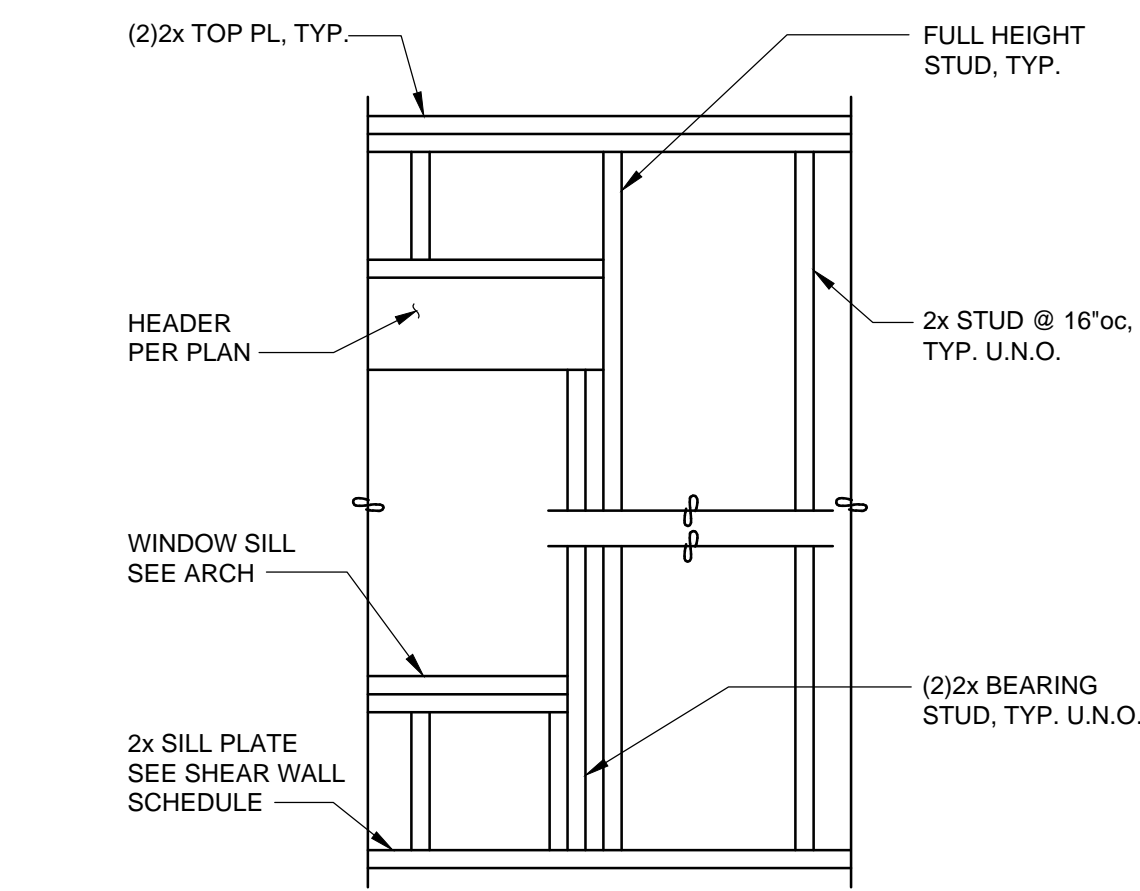 (2)2x TOP PL, TYP.
FULL HEIGHT
STUD, TYP.
HEADER
PER PLAN
2x STUD @ 16"oc,
TYP. U.N.O.
WINDOW SILL
SEE ARCH
(2)2x BEARING
STUD, TYP. U.N.O.
2x SILL PLATE
SEE SHEAR WALL
SCHEDULE